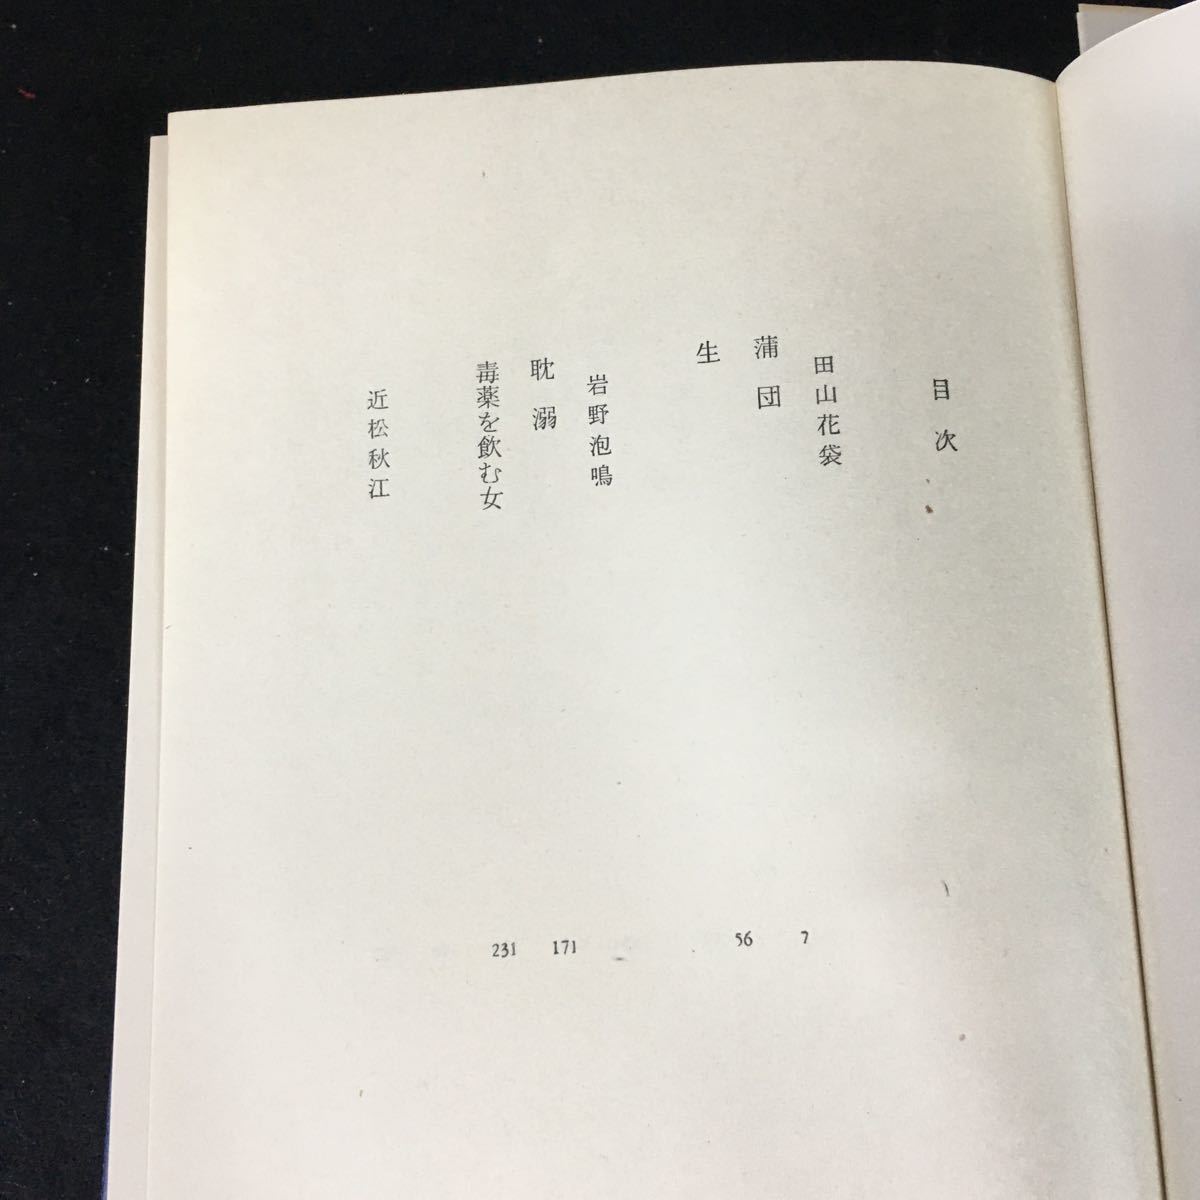 目次
田山花袋
蒲団 7
生 56
岩野泡鳴
耽溺 171
毒薬を飲む女 231
近松秋江